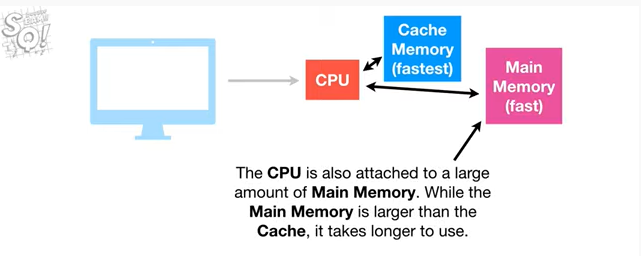 SQ!
Cache
Memory
(fastest)
CPU
Main
Memory
(fast)
The CPU is also attached to a large
amount of Main Memory. While the
Main Memory is larger than the
Cache, it takes longer to use.